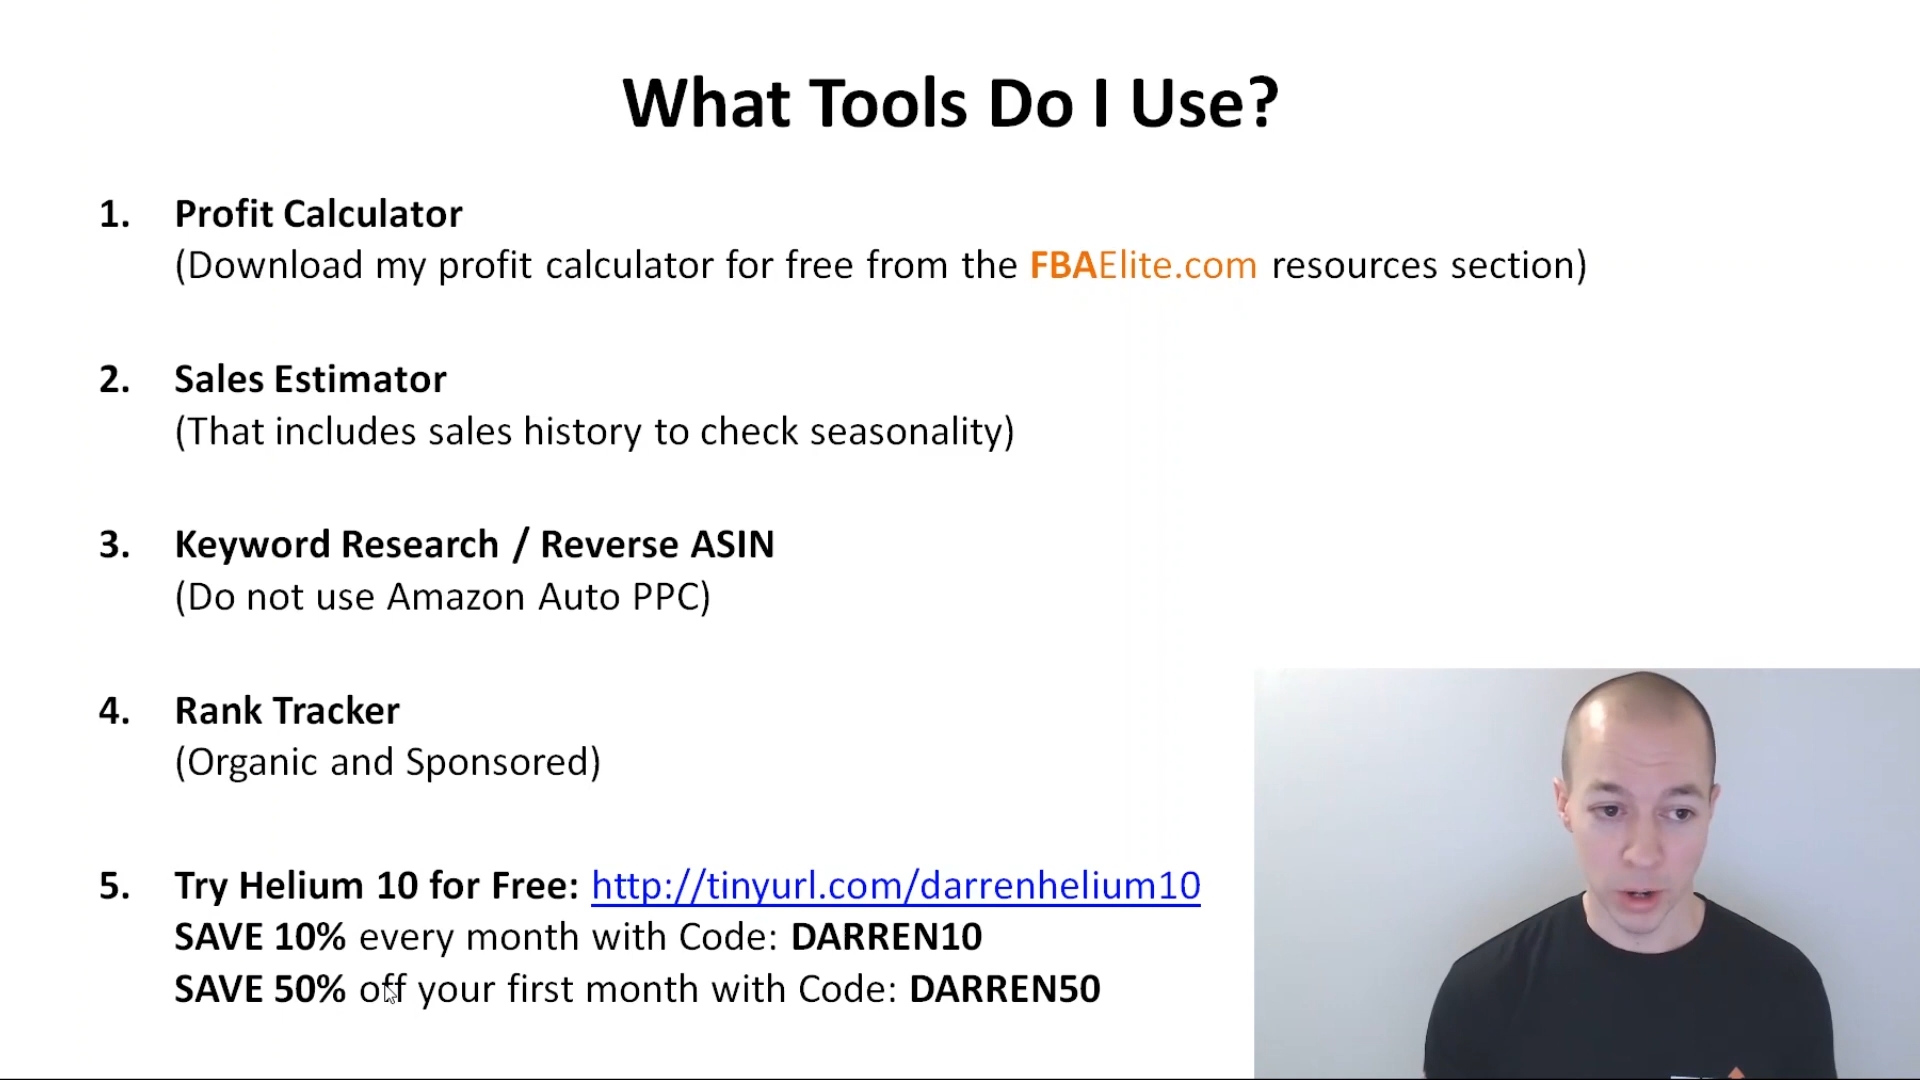 What Tools Do I Use?
1. Profit Calculator
(Download my profit calculator for free from the FBAElite.com resources section)
2. Sales Estimator
(That includes sales history to check seasonality)
3. Keyword Research / Reverse ASIN
(Do not use Amazon Auto PPC)
4. Rank Tracker
(Organic and Sponsored)
5. Try Helium 10 for Free: http://tinyurl.com/darrenhelium10
SAVE 10% every month with Code: DARREN10
SAVE 50% off your first month with Code: DARREN50